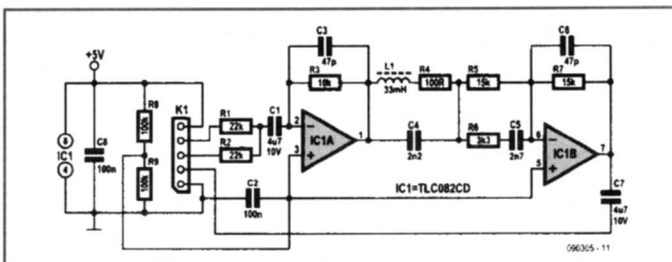 +5V
C3
47p
R3
10k
L1
33mH
R4
100R
R5
15k
C6
47p
R7
15k
R8
100k
K1
R1
22k
R2
22k
C1
4u7
10V
2
3
1
IC1A
C4
2n2
R6
3k3
C5
2n7
6
5
7
IC1B
8
IC1
4
C8
100n
R9
100k
C2
100n
IC1=TLC082CD
C7
4u7
10V
090305 - 11